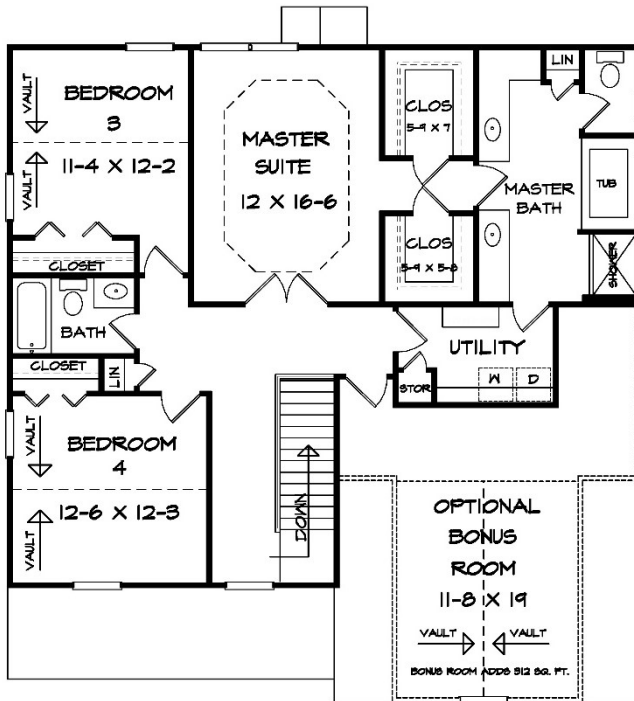 VAULT
BEDROOM
3
VAULT
11-4 X 12-2
CLOSET
MASTER
SUITE
12 X 16-6
CLOS
5-9 X 7
CLOS
5-9 X 5-8
LIN
MASTER
BATH
TUB
SHOWER
BATH
CLOSET
LIN
UTILITY
STOR
W
D
VAULT
BEDROOM
4
VAULT
12-6 X 12-3
DOWN
OPTIONAL
BONUS
ROOM
11-8 X 19
VAULT
VAULT
BONUS ROOM ADDS 312 SQ. FT.